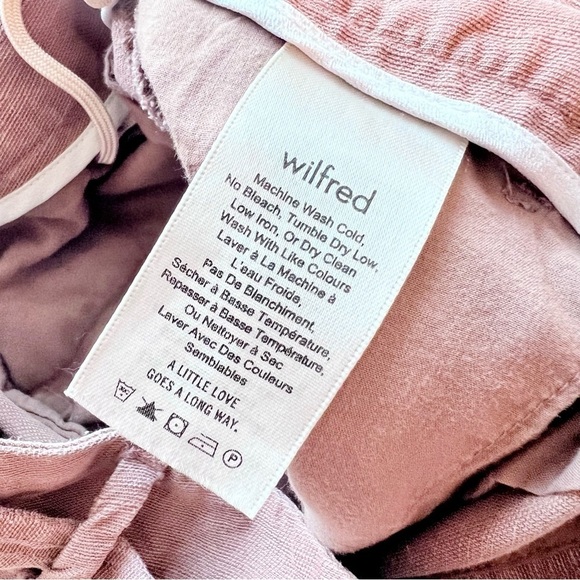 wilfred
Machine Wash Cold,
No Bleach, Tumble Dry Low,
Low Iron, Or Dry Clean
Wash With Like Colours
Laver à La Machine à
L'eau Froide,
Pas De Blanchiment,
Sécher à Basse Température,
Repasser à Basse Température,
Ou Nettoyer à Sec
Laver Avec Des Couleurs
Semblables
A LITTLE LOVE
GOES A LONG WAY.
30°
P